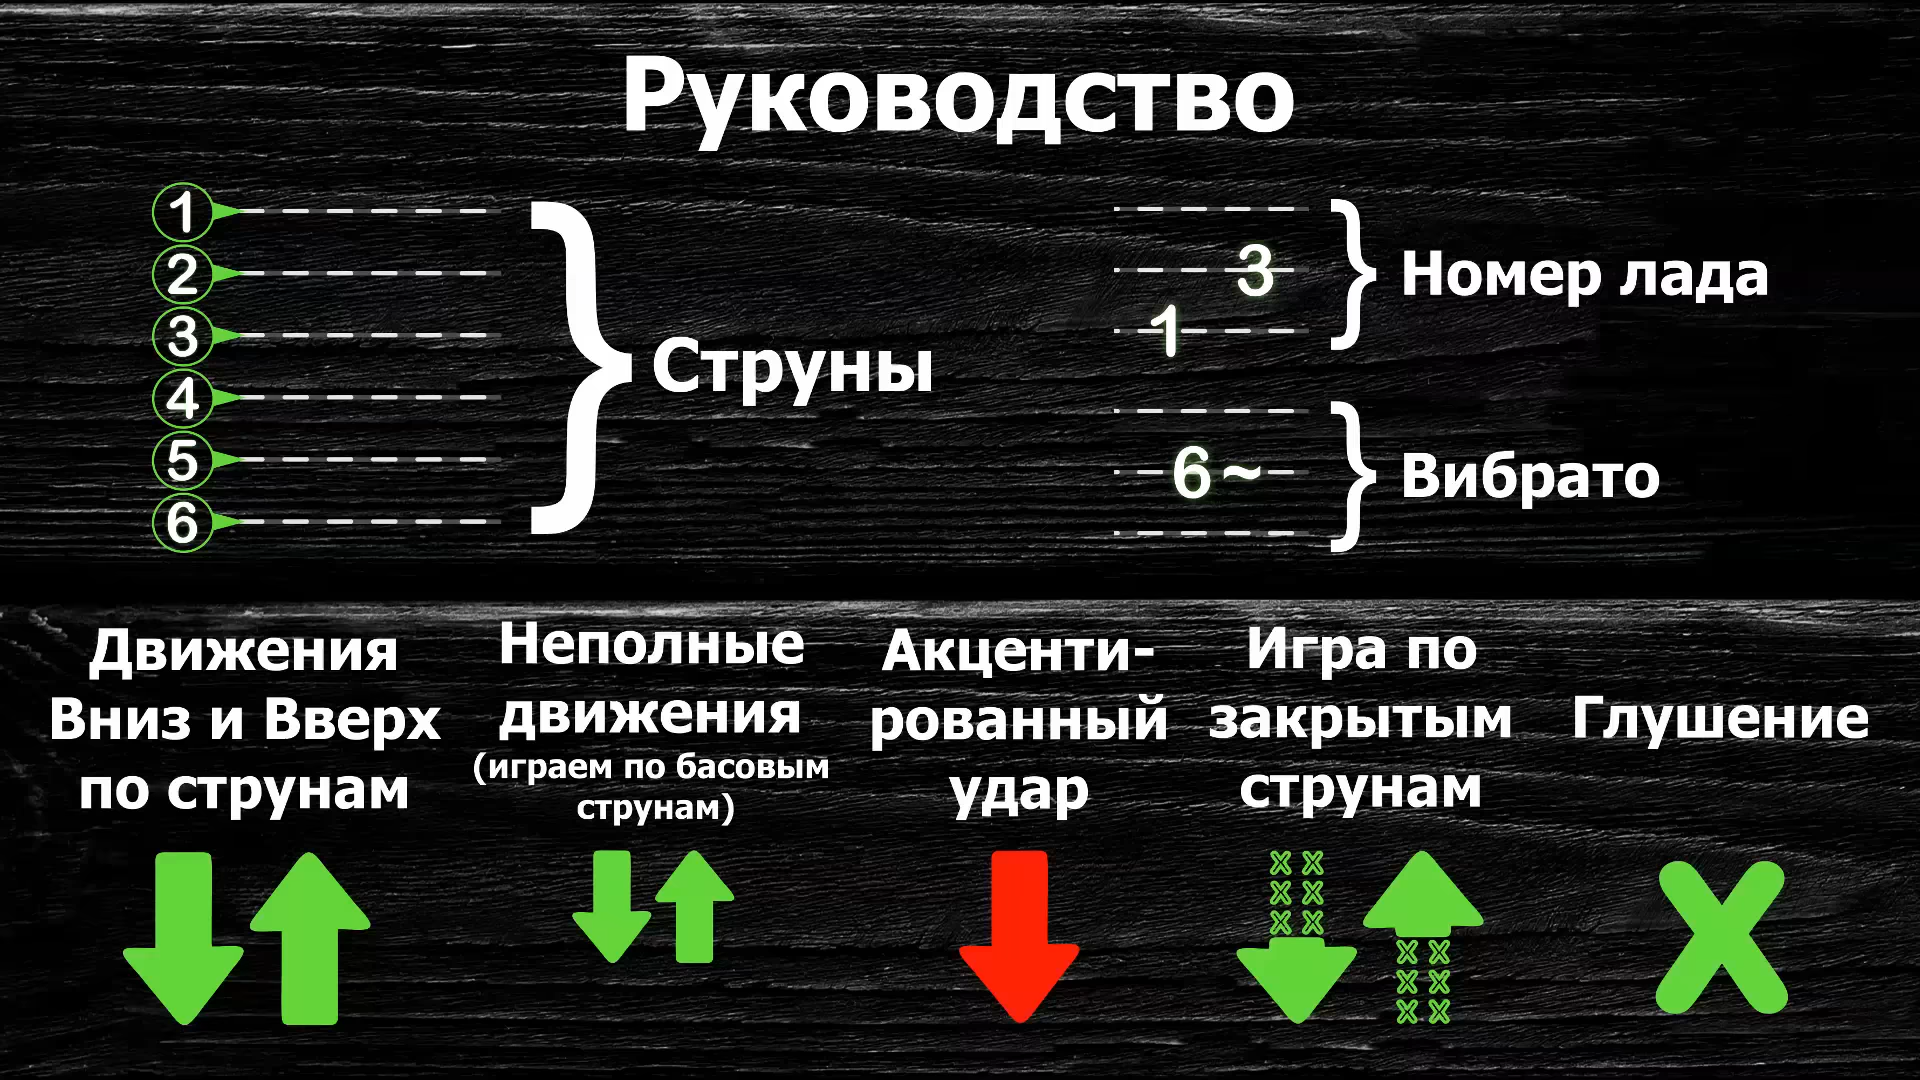 Руководство
1
2
3
4
5
6
Струны
3
1
Номер лада
6~
Вибрато
Движения
Вниз и Вверх
по струнам
Неполные
движения
(играем по басовым
струнам)
Акценти-
рованный
удар
Игра по
закрытым
струнам
Глушение